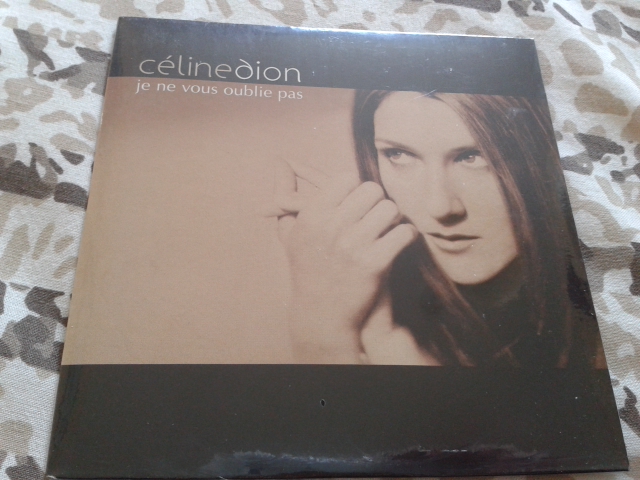 célinedion
je ne vous oublie pas